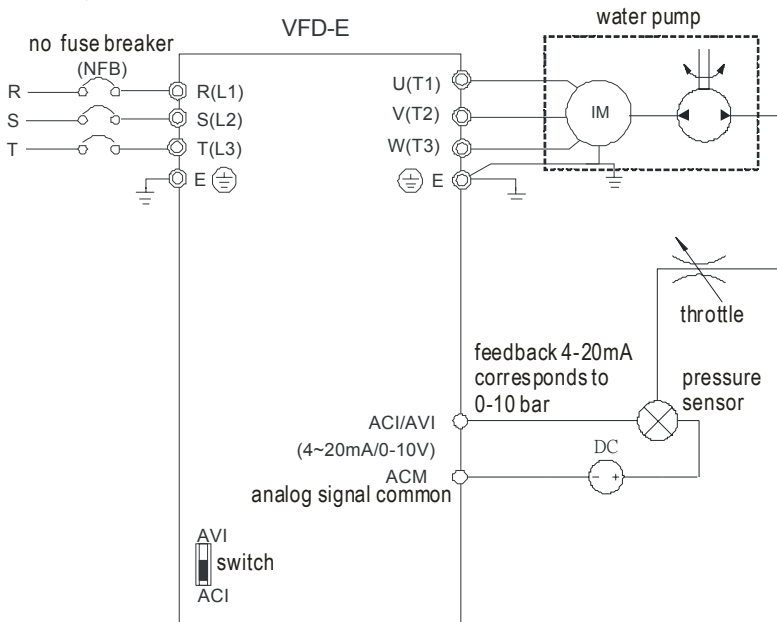 VFD-E
water pump
no fuse breaker
(NFB)
R
R(L1)
S
S(L2)
T
T(L3)
E
U(T1)
V(T2)
W(T3)
E
IM
throttle
feedback 4-20mA
corresponds to
0-10 bar
pressure
sensor
ACI/AVI
(4~20mA/0-10V)
DC
- +
ACM
analog signal common
AVI
switch
ACI